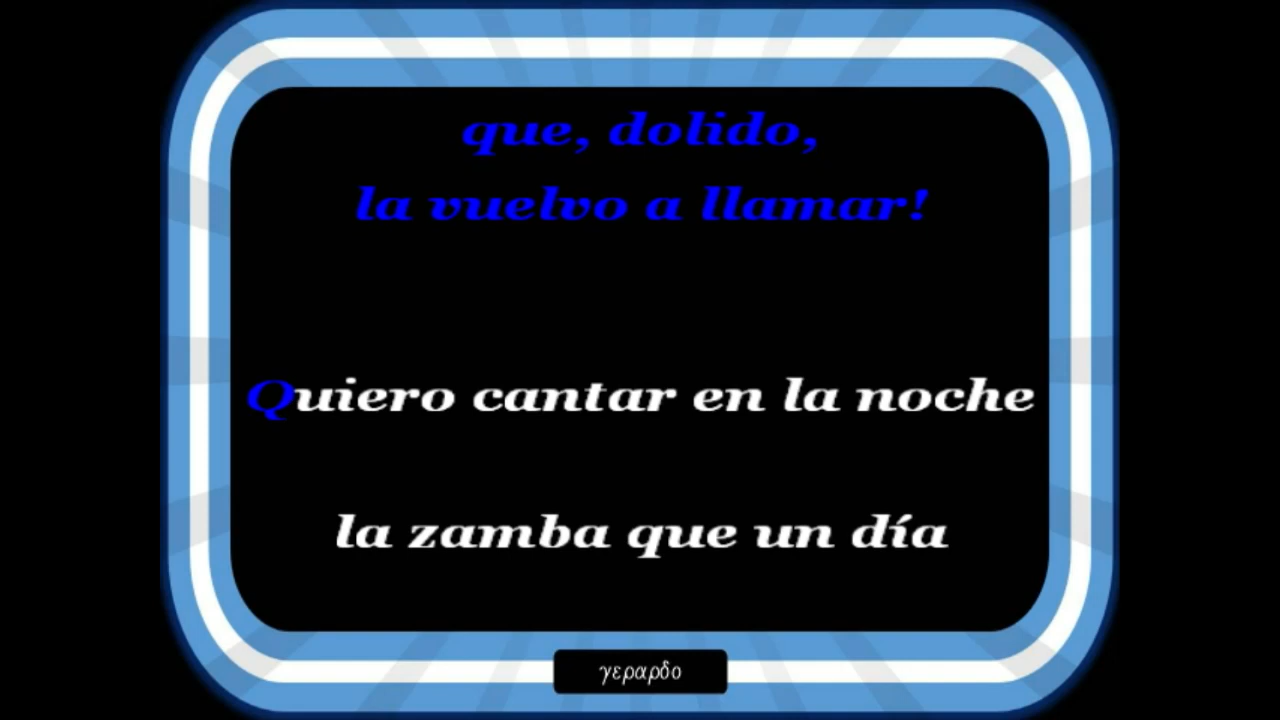 que, dolido,
la vuelvo a llamar!
Quiero cantar en la noche
la zamba que un día
γεραρδο